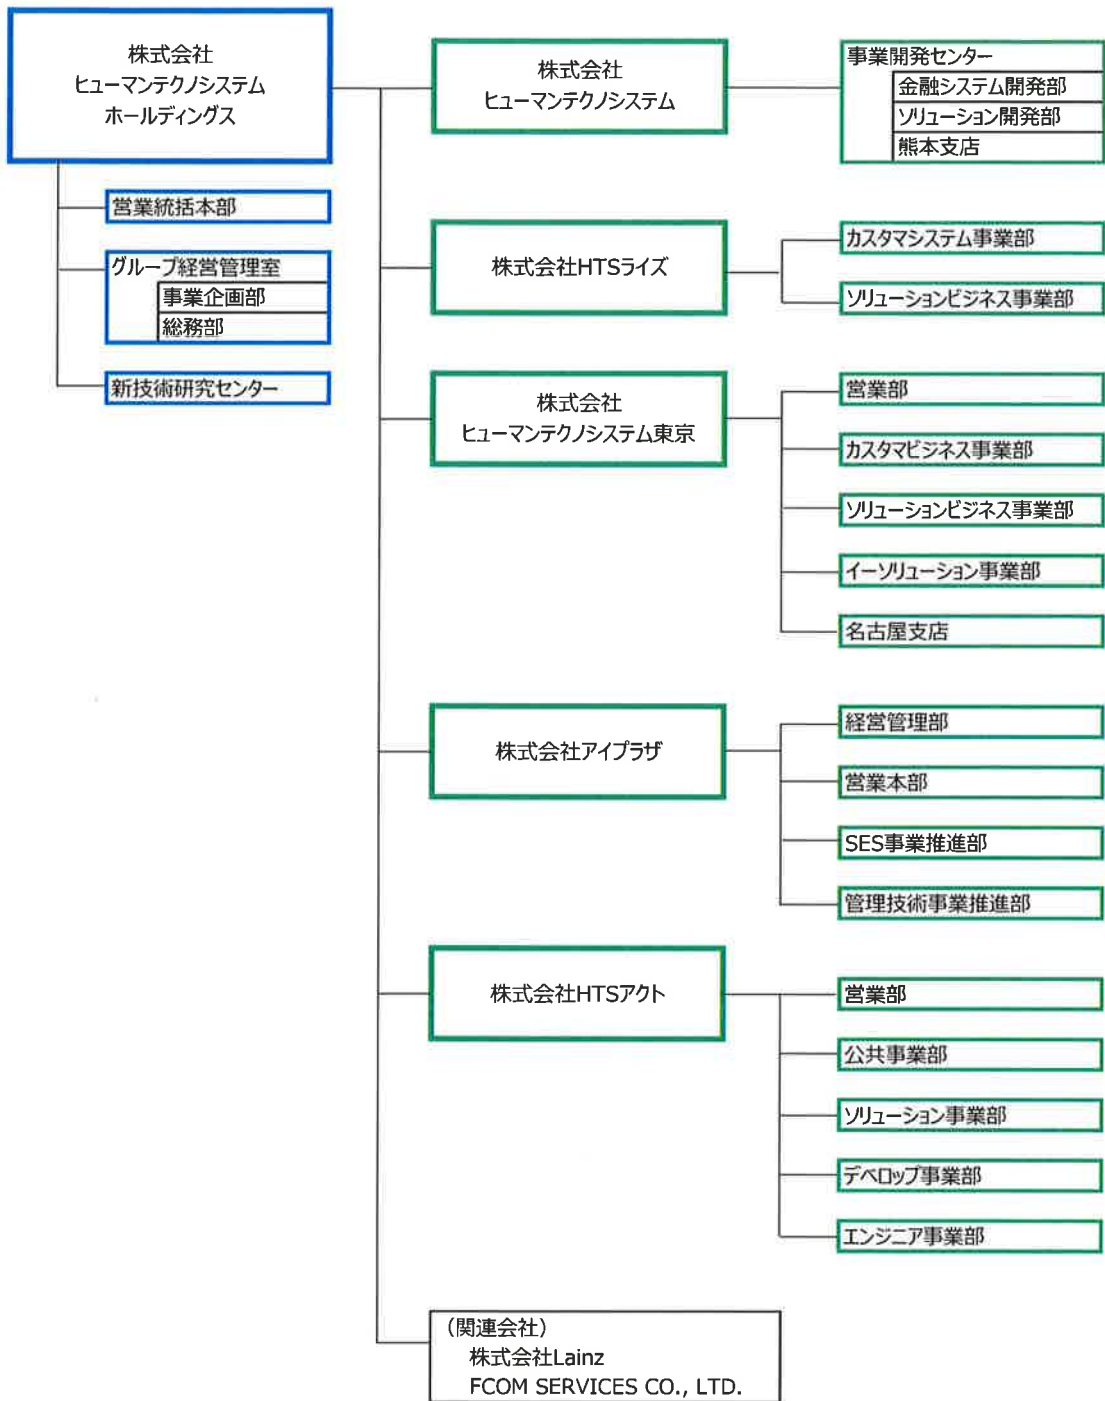 株式会社
ヒューマンテクノシステム
ホールディングス
営業統括本部
グループ経営管理室
事業企画部
総務部
新技術研究センター
株式会社
ヒューマンテクノシステム
事業開発センター
金融システム開発部
ソリューション開発部
熊本支店
株式会社HTSライズ
カスタマシステム事業部
ソリューションビジネス事業部
株式会社
ヒューマンテクノシステム東京
営業部
カスタマビジネス事業部
ソリューションビジネス事業部
イーソリューション事業部
名古屋支店
株式会社アイプラザ
経営管理部
営業本部
SES事業推進部
管理技術事業推進部
株式会社HTSアクト
営業部
公共事業部
ソリューション事業部
デベロップ事業部
エンジニア事業部
（関連会社）
株式会社Lainz
FCOM SERVICES CO., LTD.